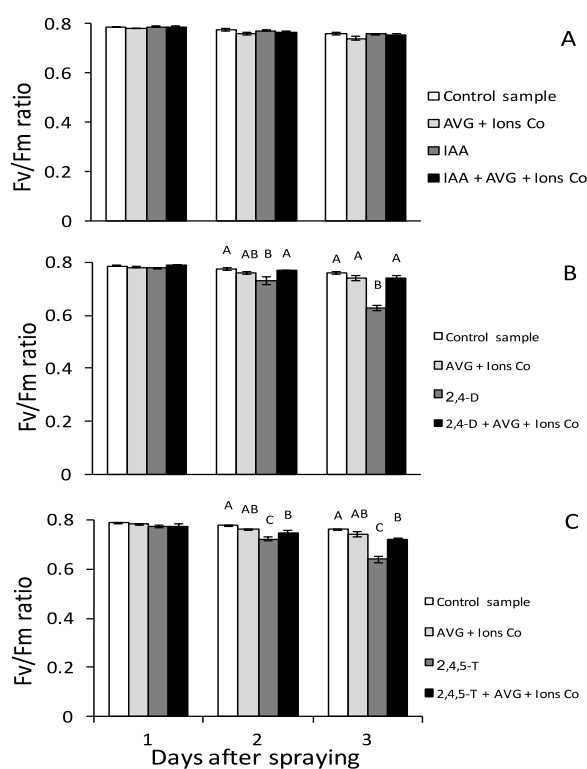 A
0.8
0.6
0.4
0.2
0
Fv/Fm ratio
Control sample
AVG + Ions Co
IAA
IAA + AVG + Ions Co
B
0.8
0.6
0.4
0.2
0
Fv/Fm ratio
A AB B A
A A B A
Control sample
AVG + Ions Co
2,4-D
2,4-D + AVG + Ions Co
C
0.8
0.6
0.4
0.2
0
Fv/Fm ratio
A AB C B
A AB C B
Control sample
AVG + Ions Co
2,4,5-T
2,4,5-T + AVG + Ions Co
1 2 3
Days after spraying